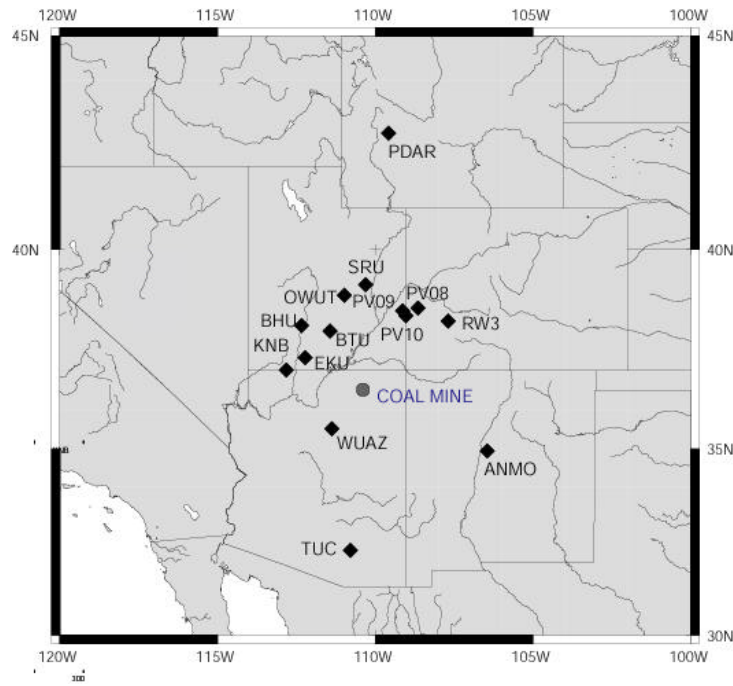 120W 115W 110W 105W 100W
45N 45N
PDAR
40N 40N
SRU
OWUT PV09 PV08
BHU BTU PV10 RW3
KNB EKU
COAL MINE
WUAZ
35N 35N
ANMO
TUC
30N 30N
120W 115W 110W 105W 100W
300